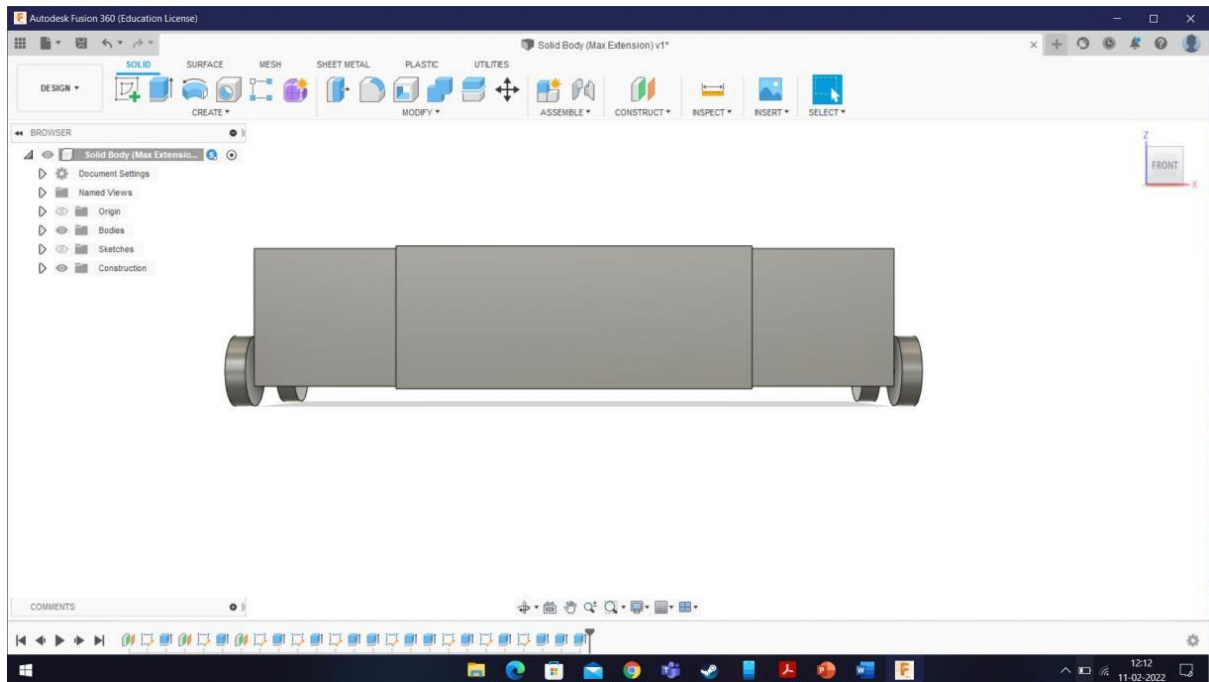 Autodesk Fusion 360 (Education License)
Solid Body (Max Extension) v1*
SOLID SURFACE MESH SHEET METAL PLASTIC UTILITIES
DESIGN
CREATE MODIFY ASSEMBLE CONSTRUCT INSPECT INSERT SELECT
BROWSER
Solid Body (Max Extensio...
Document Settings
Named Views
Origin
Bodies
Sketches
Construction
Z
FRONT
X
COMMENTS
12:12
11-02-2022